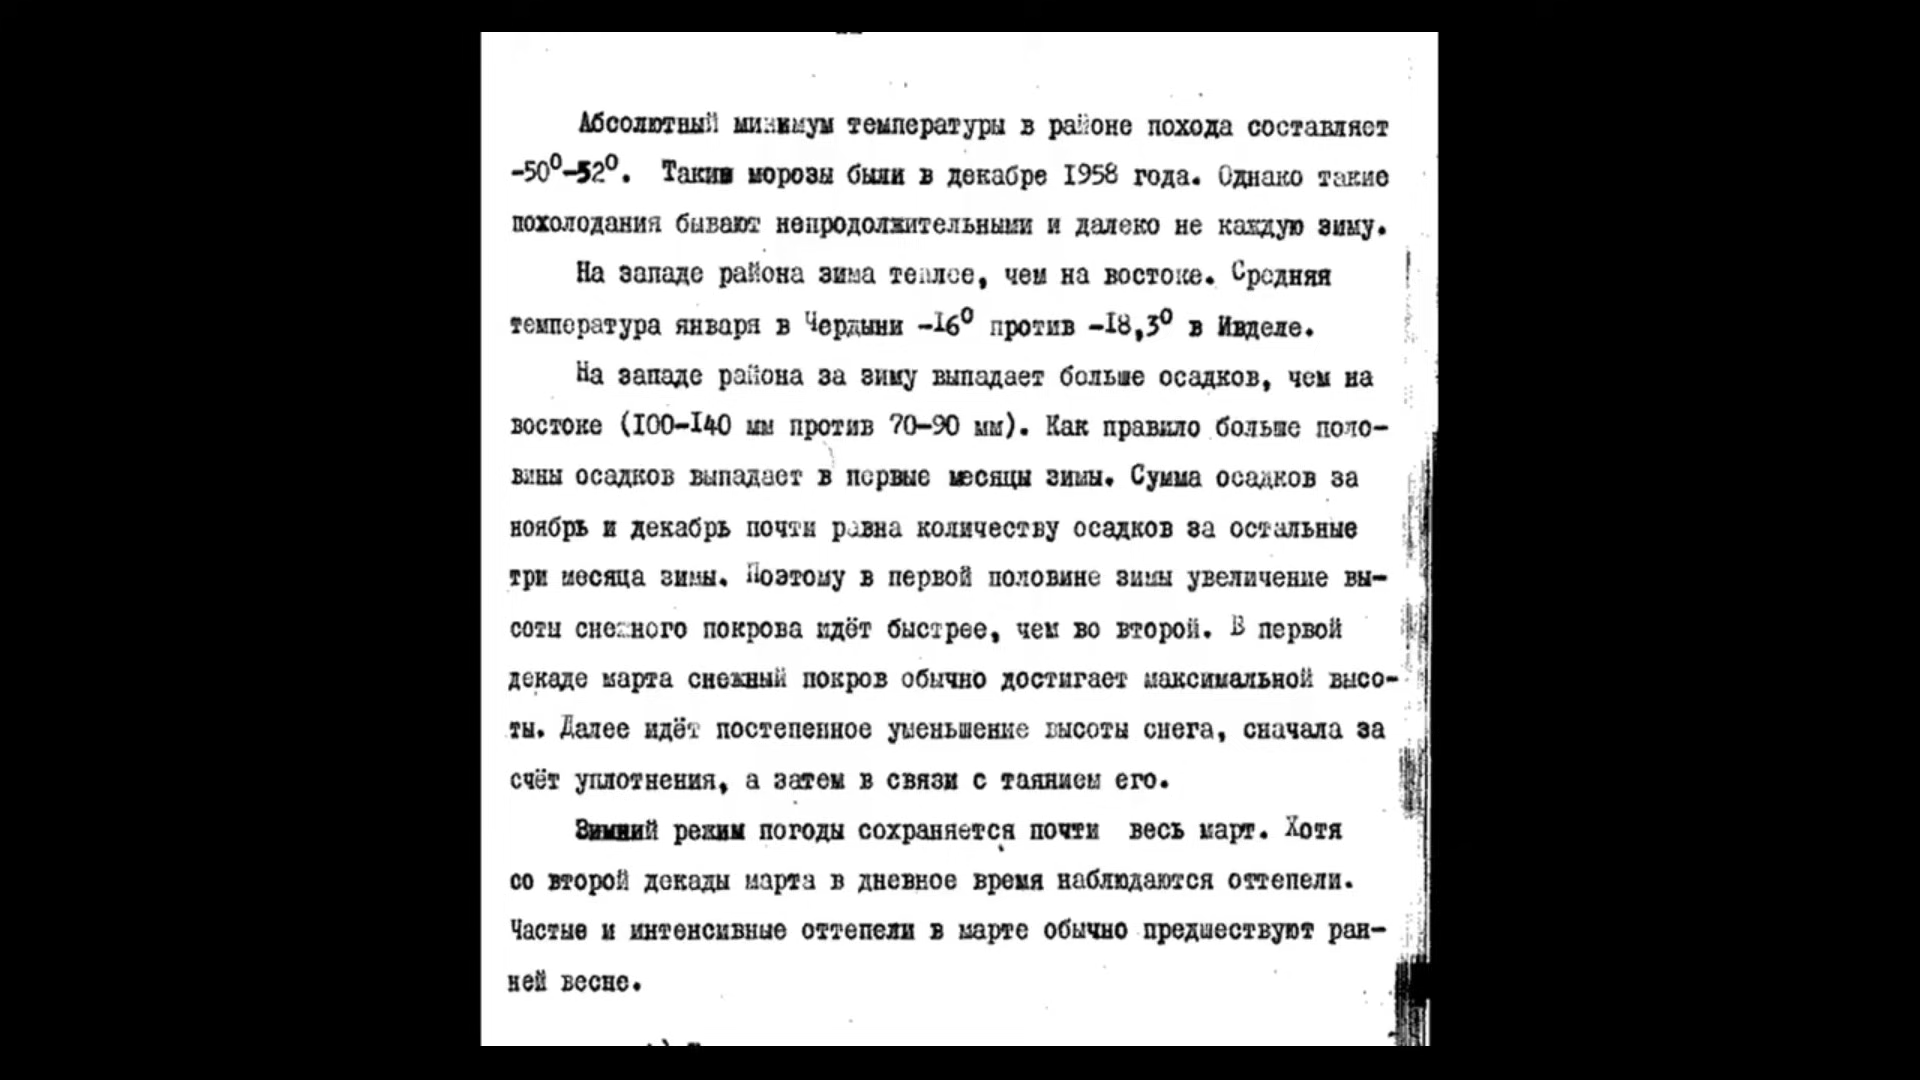 Абсолютный минимум температуры в районе похода составляет
-50⁰-52⁰. Такие морозы были в декабре 1958 года. Однако такие
похолодания бывают непродолжительными и далеко не каждую зиму.
На западе района зима теплее, чем на востоке. Средняя
температура января в Чердыни -16⁰ против -18,3⁰ в Ивделе.
На западе района за зиму выпадает больше осадков, чем на
востоке (100-140 мм против 70-90 мм). Как правило больше поло-
вины осадков выпадает в первые месяцы зимы. Сумма осадков за
ноябрь и декабрь почти равна количеству осадков за остальные
три месяца зимы. Поэтому в первой половине зимы увеличение вы-
соты снежного покрова идёт быстрее, чем во второй. В первой
декаде марта снежный покров обычно достигает максимальной высо-
ты. Далее идёт постепенное уменьшение высоты снега, сначала за
счёт уплотнения, а затем в связи с таянием его.
Зимний режим погоды сохраняется почти весь март. Хотя
со второй декады марта в дневное время наблюдаются оттепели.
Частые и интенсивные оттепели в марте обычно предшествуют ран-
ней весне.